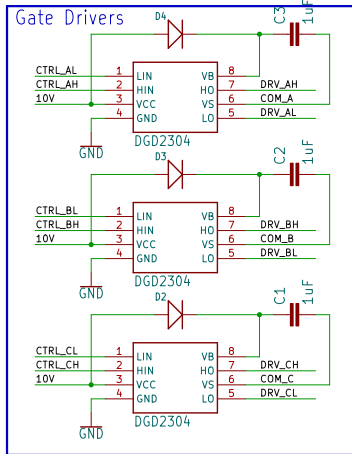 Gate Drivers
D4
C3
1uF
CTRL_AL 1 LIN VB 8
CTRL_AH 2 HIN HO 7 DRV_AH
10V 3 VCC VS 6 COM_A
4 GND LO 5 DRV_AL
GND
DGD2304
D3
C2
1uF
CTRL_BL 1 LIN VB 8
CTRL_BH 2 HIN HO 7 DRV_BH
10V 3 VCC VS 6 COM_B
4 GND LO 5 DRV_BL
GND
DGD2304
D2
C1
1uF
CTRL_CL 1 LIN VB 8
CTRL_CH 2 HIN HO 7 DRV_CH
10V 3 VCC VS 6 COM_C
4 GND LO 5 DRV_CL
GND
DGD2304